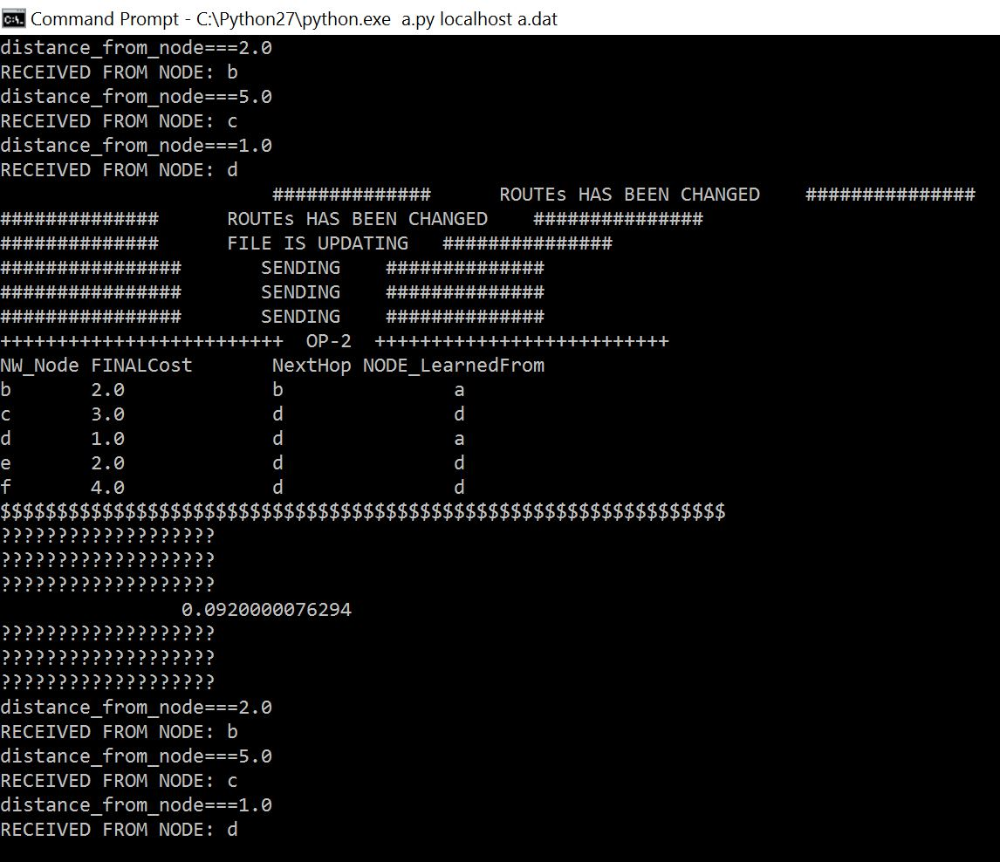 Command Prompt - C:\Python27\python.exe  a.py localhost a.dat
distance_from_node===2.0
RECEIVED FROM NODE: b
distance_from_node===5.0
RECEIVED FROM NODE: c
distance_from_node===1.0
RECEIVED FROM NODE: d
                        ##############      ROUTEs HAS BEEN CHANGED    ###############
##############      ROUTEs HAS BEEN CHANGED    ###############
##############      FILE IS UPDATING   ###############
################       SENDING    ##############
################       SENDING    ##############
################       SENDING    ##############
+++++++++++++++++++++++++  OP-2  ++++++++++++++++++++++++++
NW_Node FINALCost       NextHop NODE_LearnedFrom
b       2.0             b               a
c       3.0             d               d
d       1.0             d               a
e       2.0             d               d
f       4.0             d               d
$$$$$$$$$$$$$$$$$$$$$$$$$$$$$$$$$$$$$$$$$$$$$$$$$$$$$$$$$$$$$$$$
???????????????????
???????????????????
???????????????????
                0.0920000076294
???????????????????
???????????????????
???????????????????
distance_from_node===2.0
RECEIVED FROM NODE: b
distance_from_node===5.0
RECEIVED FROM NODE: c
distance_from_node===1.0
RECEIVED FROM NODE: d